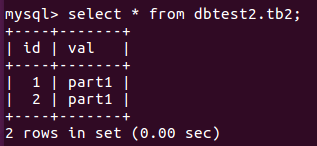 mysql> select * from dbtest2.tb2;
+----+-------+
| id | val   |
+----+-------+
|  1 | part1 |
|  2 | part1 |
+----+-------+
2 rows in set (0.00 sec)